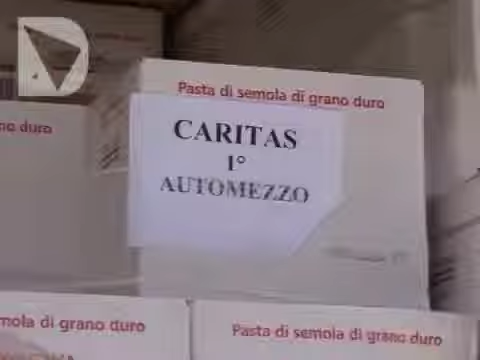 Pasta di semola di grano duro
no duro
CARITAS
1°
AUTOMEZZO
mola di grano duro
Pasta di semola di grano duro